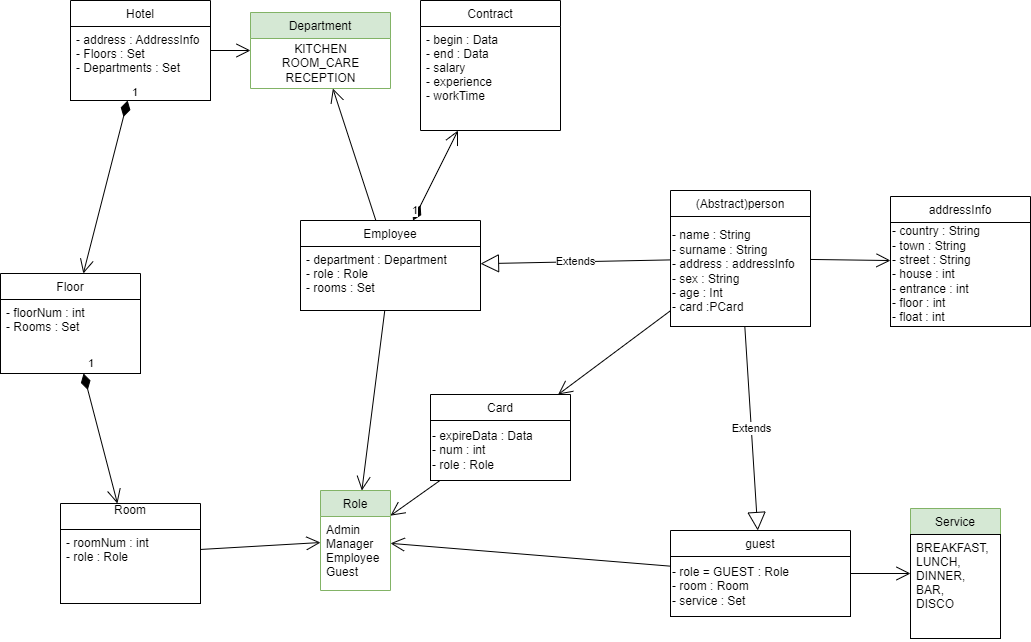 Hotel
- address : AddressInfo
- Floors : Set
- Departments : Set
1
Department
KITCHEN
ROOM_CARE
RECEPTION
Contract
- begin : Data
- end : Data
- salary
- experience
- workTime
1
Employee
- department : Department
- role : Role
- rooms : Set
Extends
(Abstract)person
- name : String
- surname : String
- address : addressInfo
- sex : String
- age : Int
- card :PCard
addressInfo
- country : String
- town : String
- street : String
- house : int
- entrance : int
- floor : int
- float : int
Floor
- floorNum : int
- Rooms : Set
1
Card
- expireData : Data
- num : int
- role : Role
Extends
Room
- roomNum : int
- role : Role
Role
Admin
Manager
Employee
Guest
guest
- role = GUEST : Role
- room : Room
- service : Set
Service
BREAKFAST,
LUNCH,
DINNER,
BAR,
DISCO